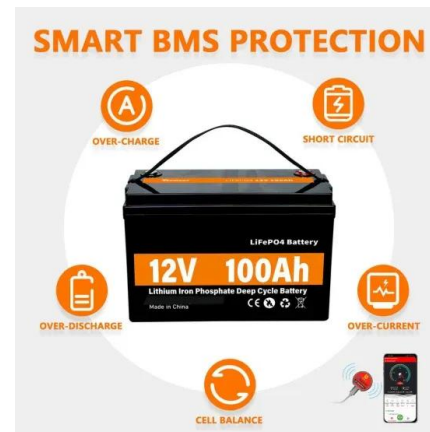 SMART BMS PROTECTION
OVER-CHARGE
SHORT CIRCUIT
LiFePO4 Battery
12V 100Ah
Lithium Iron Phosphate Deep Cycle Battery
Made in China
CE
OVER-DISCHARGE
OVER-CURRENT
CELL BALANCE